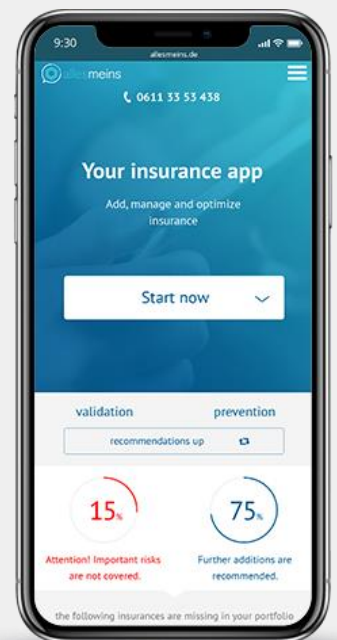 9:30
allesmeins.de
allesmeins
0611 33 53 438
Your insurance app
Add, manage and optimize
insurance
Start now
validation prevention
recommendations up
15% 75%
Attention! Important risks Further additions are
are not covered. recommended.
the following insurances are missing in your portfolio